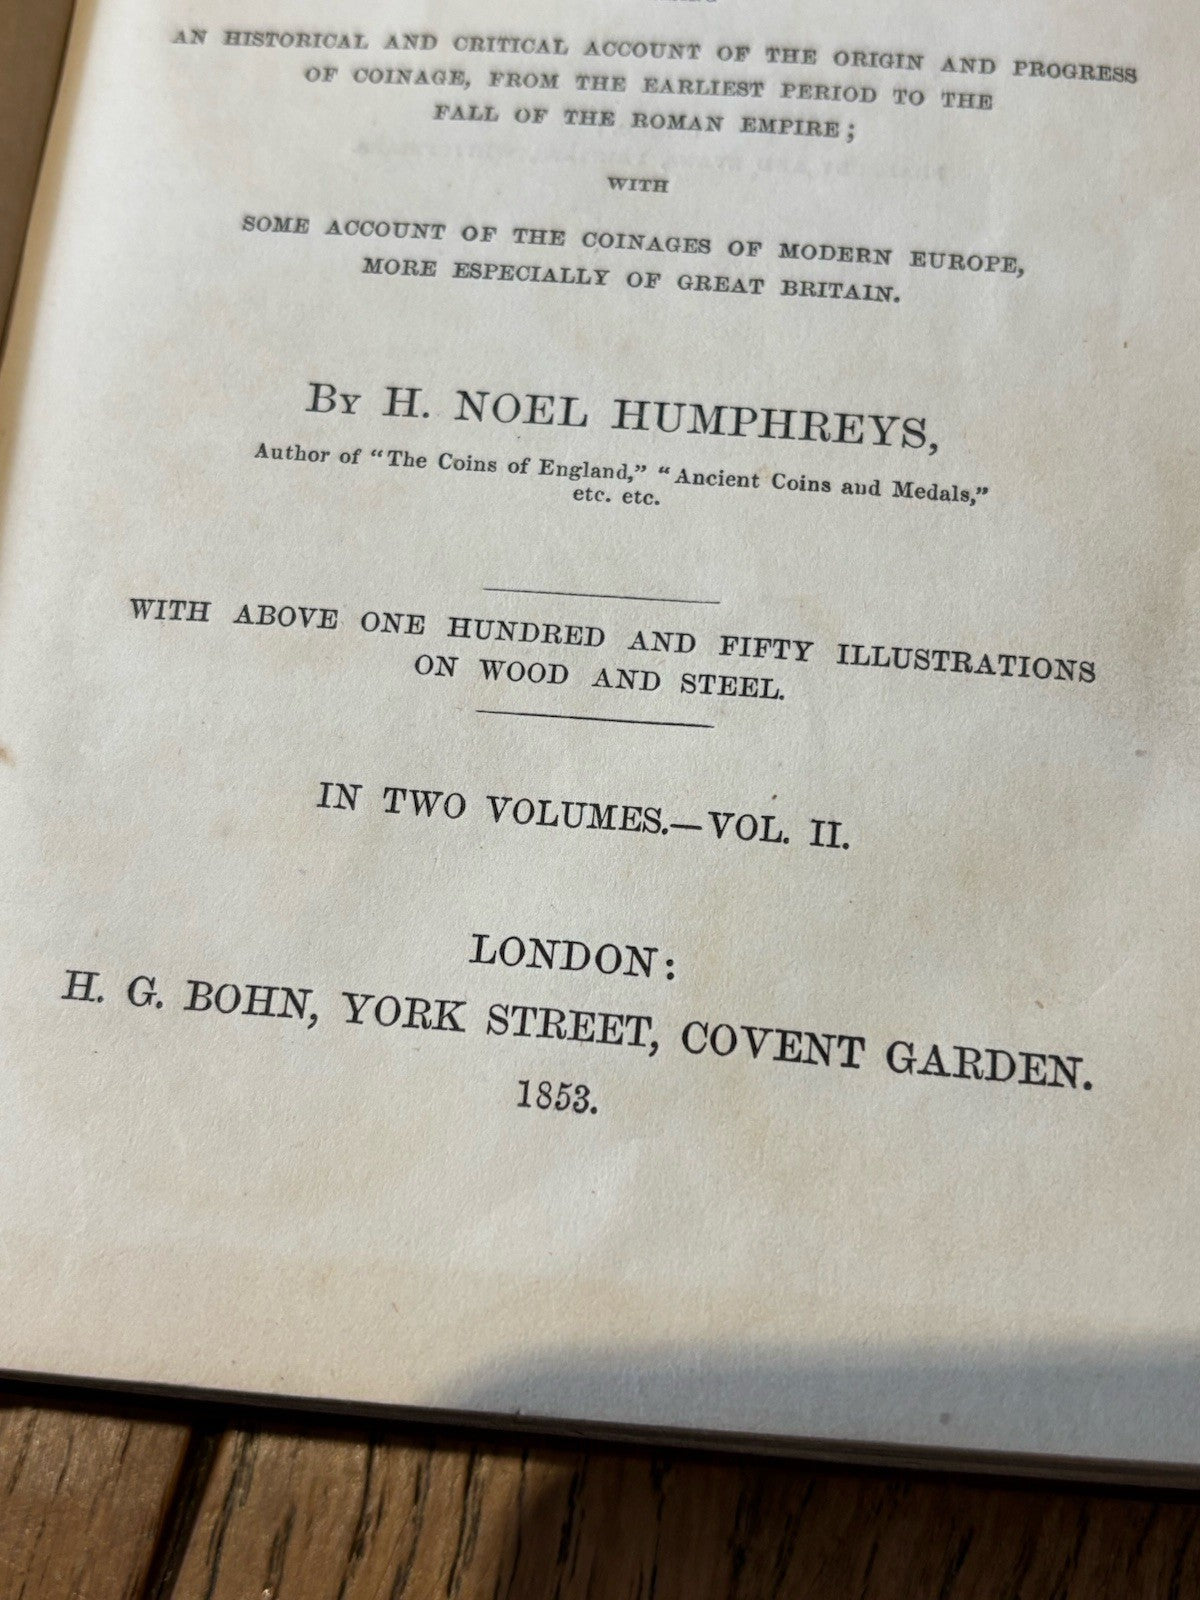 AN HISTORICAL AND CRITICAL ACCOUNT OF THE ORIGIN AND PROGRESS
OF COINAGE, FROM THE EARLIEST PERIOD TO THE
FALL OF THE ROMAN EMPIRE;
WITH
SOME ACCOUNT OF THE COINAGES OF MODERN EUROPE,
MORE ESPECIALLY OF GREAT BRITAIN.
By H. NOEL HUMPHREYS,
Author of "The Coins of England," "Ancient Coins and Medals,"
etc. etc.
WITH ABOVE ONE HUNDRED AND FIFTY ILLUSTRATIONS
ON WOOD AND STEEL.
IN TWO VOLUMES.—VOL. II.
LONDON:
H. G. BOHN, YORK STREET, COVENT GARDEN.
1853.